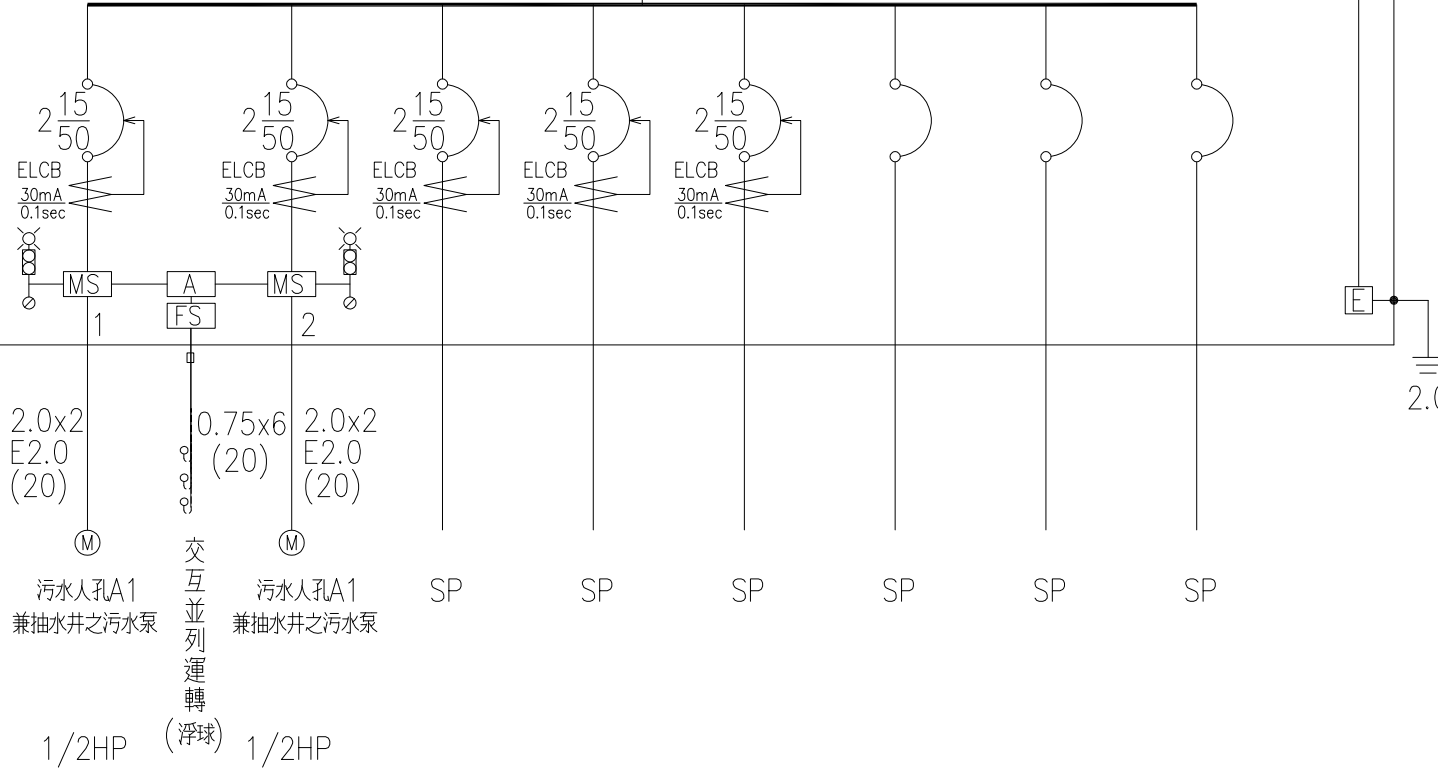 2 15/50
2 15/50
2 15/50
2 15/50
2 15/50
ELCB
30mA
0.1sec
ELCB
30mA
0.1sec
ELCB
30mA
0.1sec
ELCB
30mA
0.1sec
ELCB
30mA
0.1sec
MS
A
MS
FS
1
2
E
2.0x2
E2.0
(20)
0.75x6
(20)
2.0x2
E2.0
(20)
M
M
污水人孔A1
兼抽水井之污水泵
交互並列運轉
(浮球)
污水人孔A1
兼抽水井之污水泵
SP
SP
SP
SP
SP
SP
1/2HP
1/2HP